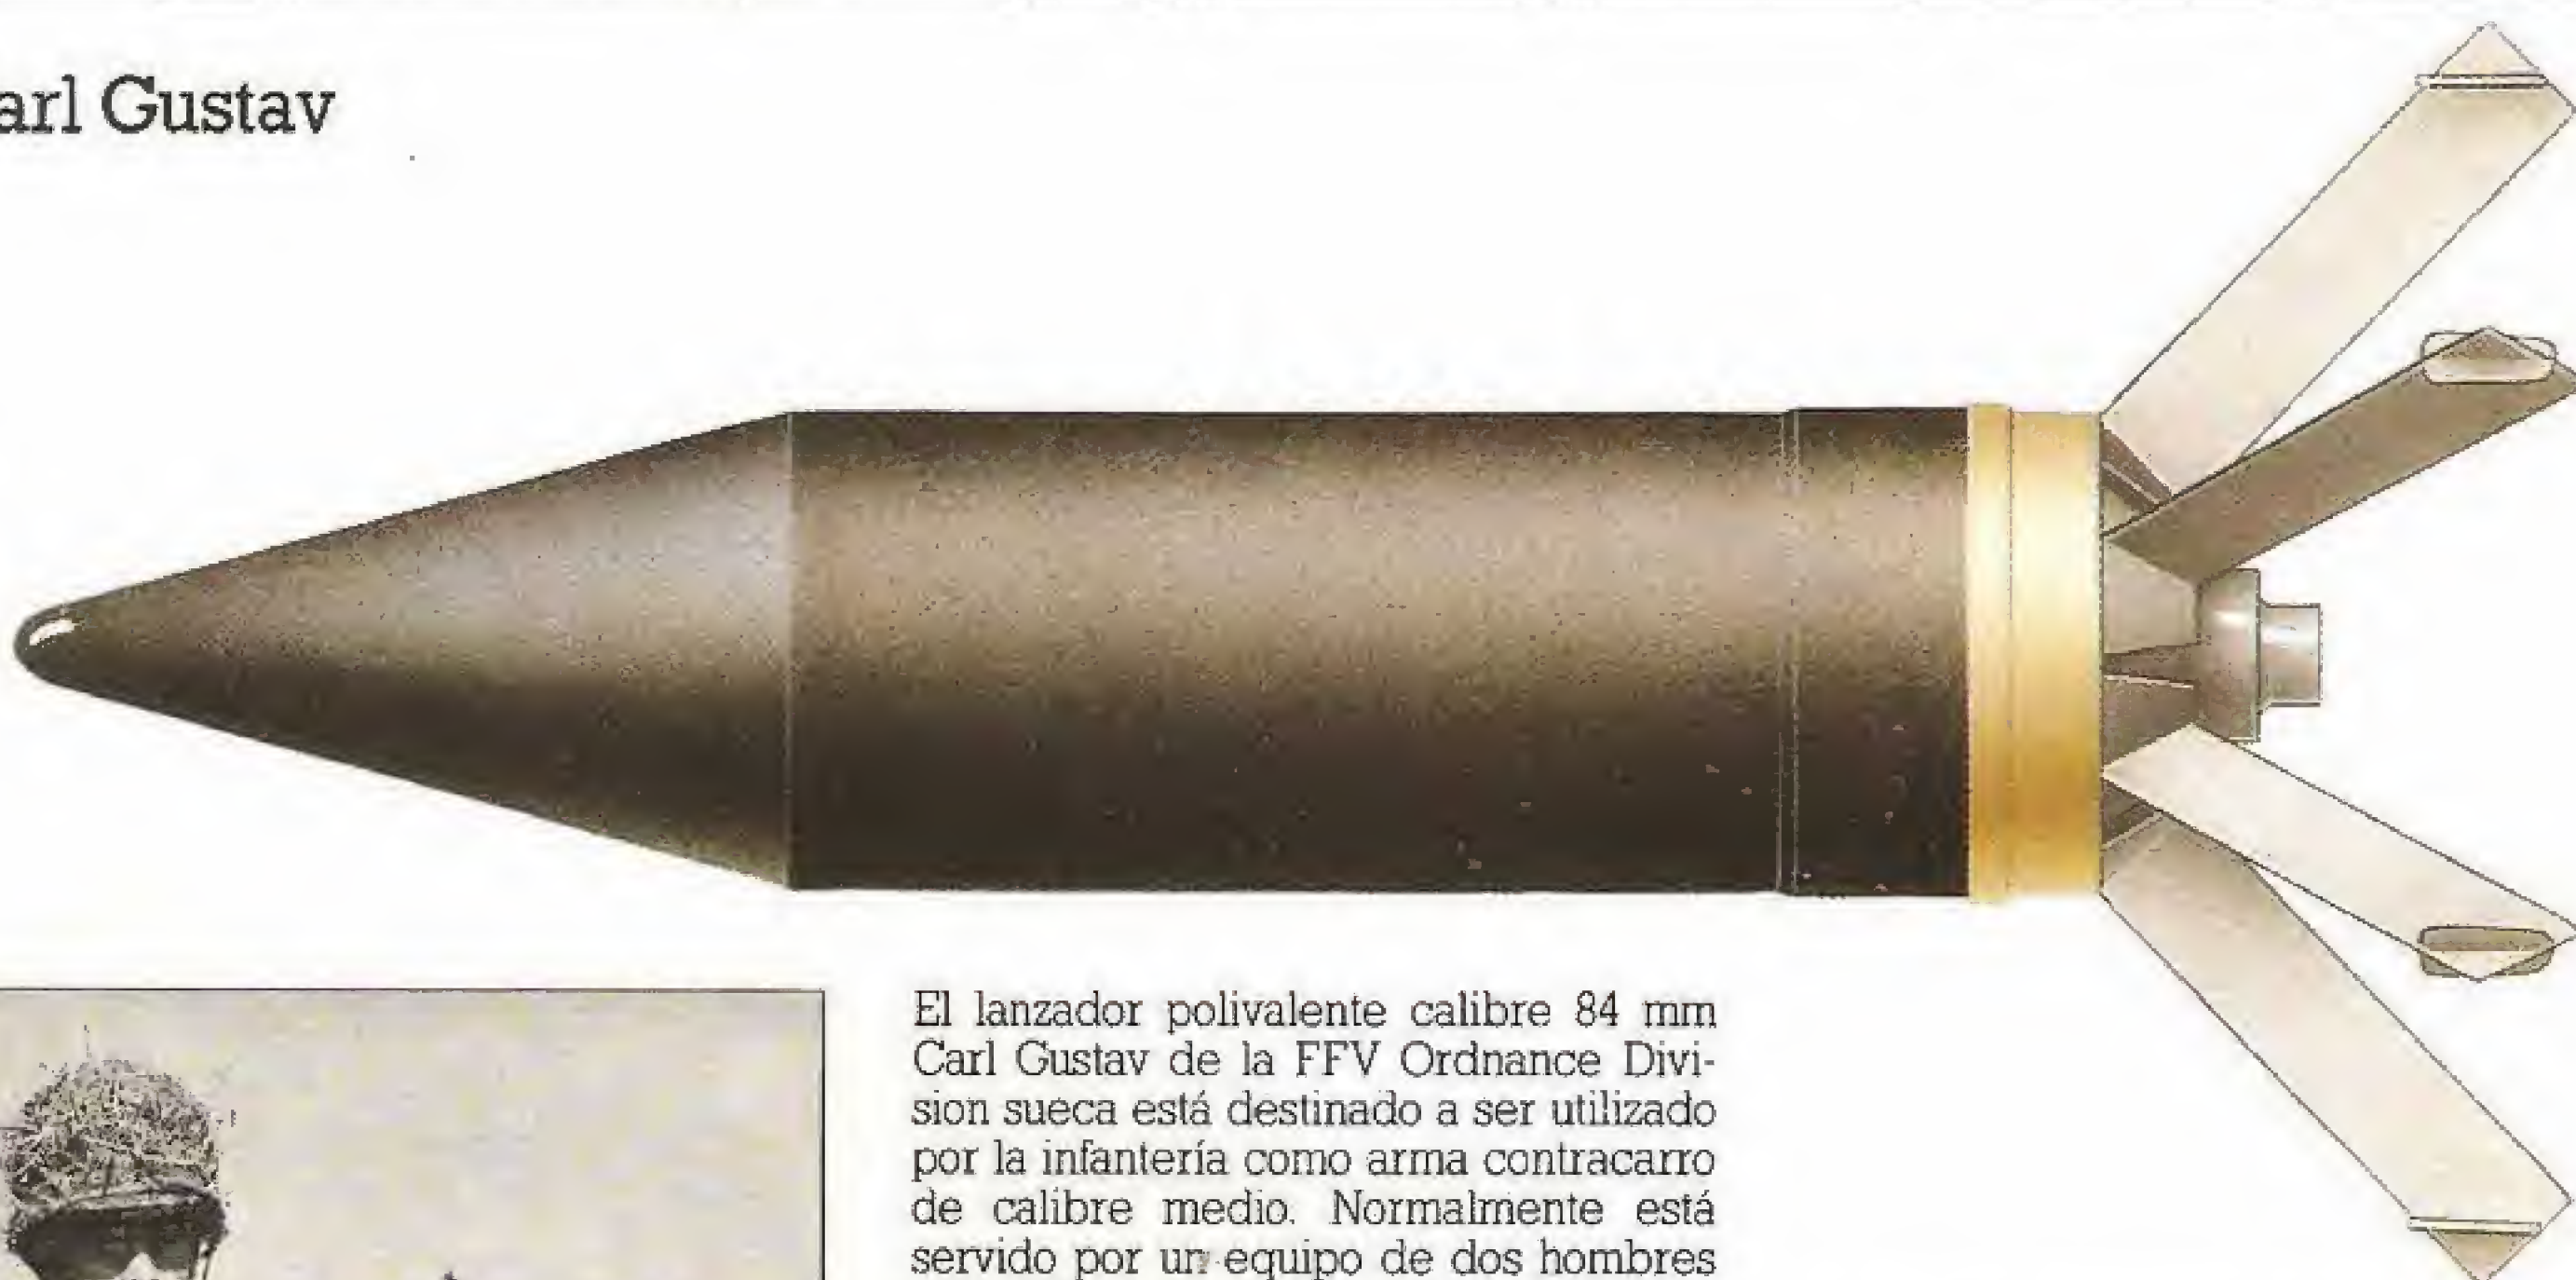 arl Gustav
El lanzador polivalente calibre 84 mm
Carl Gustav de la FFV Ordnance Divi-
sion sueca está destinado a ser utilizado
por la infantería como arma contracarro
de calibre medio. Normalmente está
servido por un equipo de dos hombres